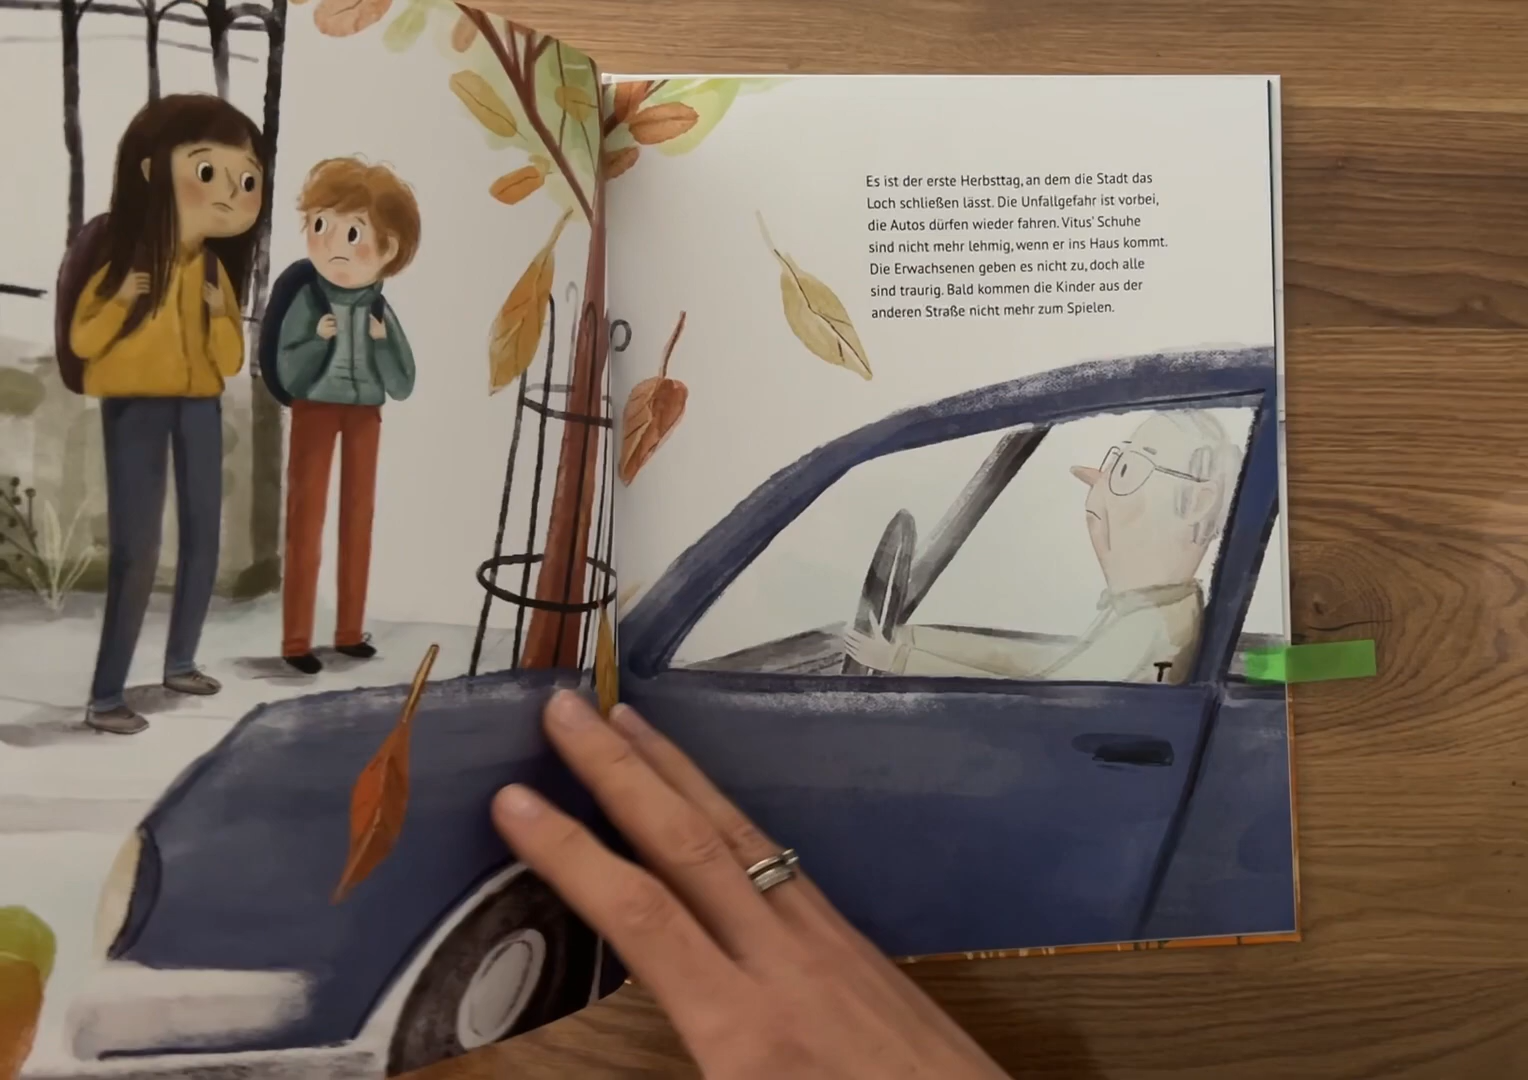 Es ist der erste Herbsttag, an dem die Stadt das
Loch schließen lässt. Die Unfallgefahr ist vorbei,
die Autos dürfen wieder fahren. Vitus' Schuhe
sind nicht mehr lehmig, wenn er ins Haus kommt.
Die Erwachsenen geben es nicht zu, doch alle
sind traurig. Bald kommen die Kinder aus der
anderen Straße nicht mehr zum Spielen.